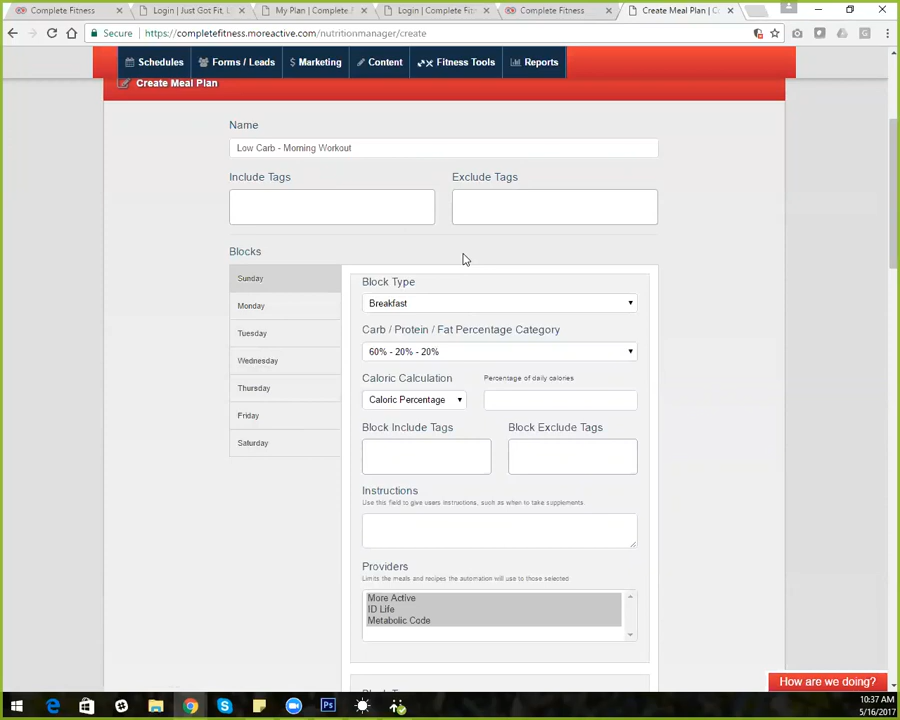 Complete Fitness
Login | Just Got Fit, L
My Plan | Complete.
Login | Complete Fitn
Complete Fitness
Create Meal Plan | C
Secure
https://completefitness.moreactive.com/nutritionmanager/create
Schedules
Forms / Leads
Marketing
Content
Fitness Tools
Reports
Create Meal Plan
Name
Low Carb - Morning Workout
Include Tags
Exclude Tags
Blocks
Sunday
Monday
Tuesday
Wednesday
Thursday
Friday
Saturday
Block Type
Breakfast
Carb / Protein / Fat Percentage Category
60% - 20% - 20%
Caloric Calculation
Percentage of daily calories
Caloric Percentage
Block Include Tags
Block Exclude Tags
Instructions
Use this field to give users instructions, such as when to take supplements.
Providers
Limits the meals and recipes the automation will use to those selected
More Active
ID Life
Metabolic Code
How are we doing?
10:37 AM
5/16/2017